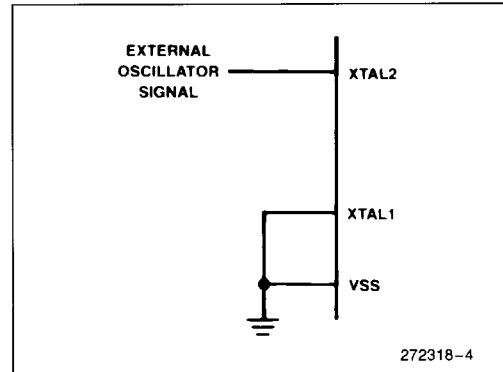 EXTERNAL
OSCILLATOR
SIGNAL
XTAL2
XTAL1
VSS
272318-4